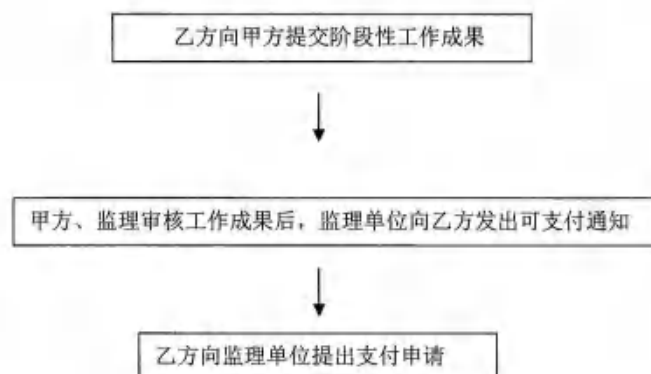 乙方向甲方提交阶段性工作成果
甲方、监理审核工作成果后，监理单位向乙方发出可支付通知
乙方向监理单位提出支付申请